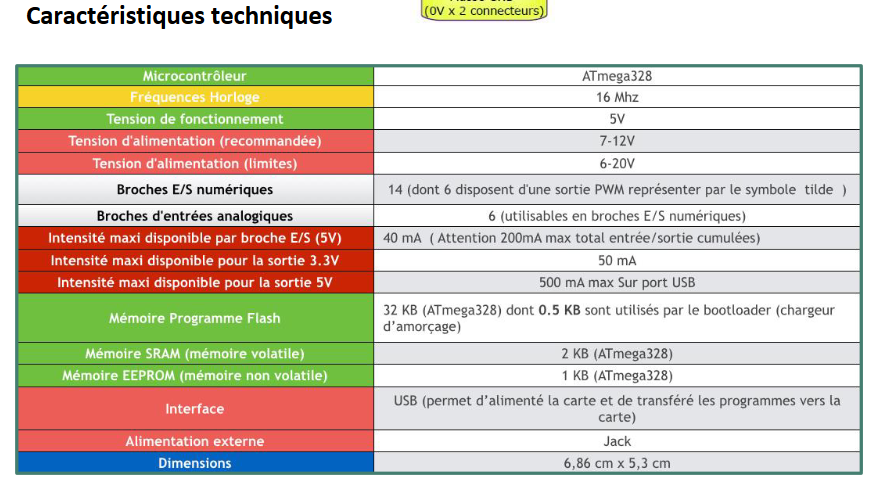 Caractéristiques techniques
(0V x 2 connecteurs)
Microcontrôleur ATmega328
Fréquences Horloge 16 Mhz
Tension de fonctionnement 5V
Tension d'alimentation (recommandée) 7-12V
Tension d'alimentation (limites) 6-20V
Broches E/S numériques 14 (dont 6 disposent d'une sortie PWM représenter par le symbole tilde )
Broches d'entrées analogiques 6 (utilisables en broches E/S numériques)
Intensité maxi disponible par broche E/S (5V) 40 mA ( Attention 200mA max total entrée/sortie cumulées)
Intensité maxi disponible pour la sortie 3.3V 50 mA
Intensité maxi disponible pour la sortie 5V 500 mA max Sur port USB
Mémoire Programme Flash 32 KB (ATmega328) dont 0.5 KB sont utilisés par le bootloader (chargeur
d'amorçage)
Mémoire SRAM (mémoire volatile) 2 KB (ATmega328)
Mémoire EEPROM (mémoire non volatile) 1 KB (ATmega328)
Interface USB (permet d'alimenté la carte et de transféré les programmes vers la
carte)
Alimentation externe Jack
Dimensions 6,86 cm x 5,3 cm